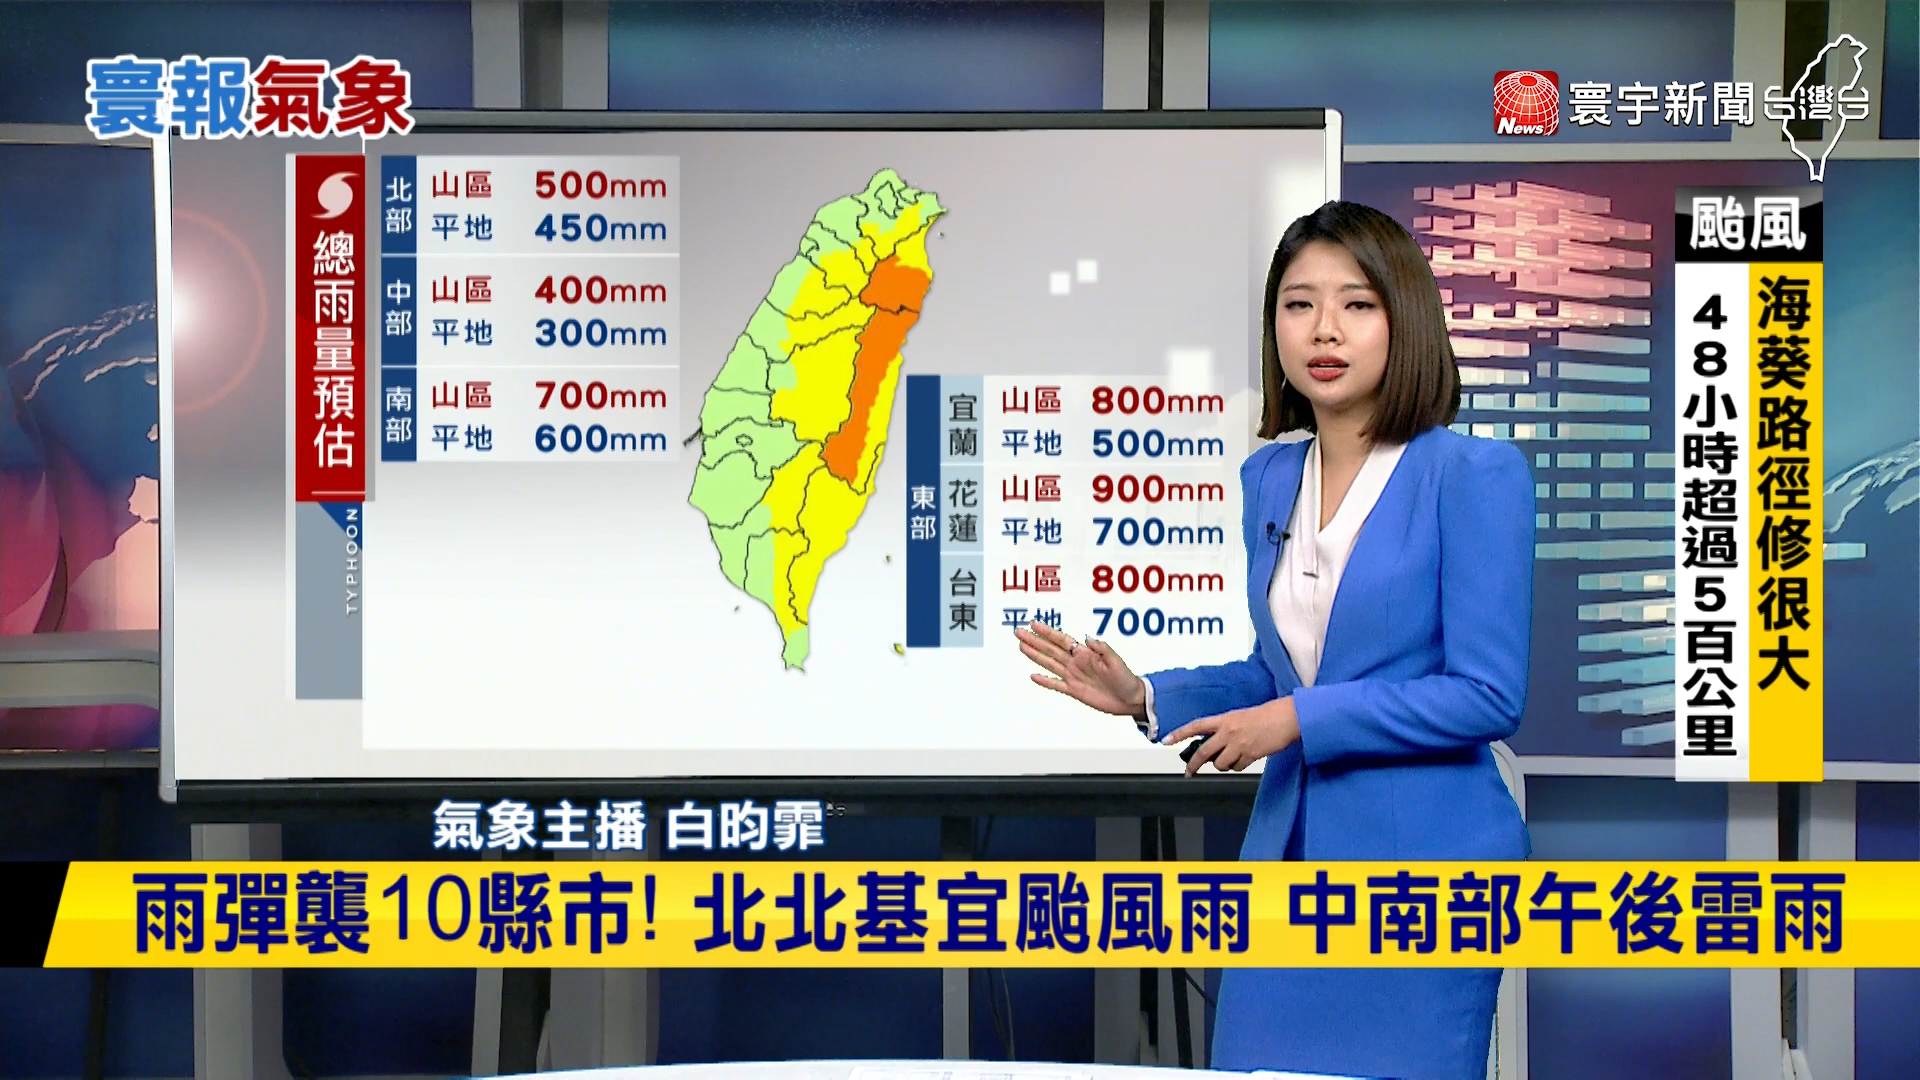 寰報氣象
News
寰宇新聞
台灣台
颱風
海葵路徑修很大
48小時超過5百公里
總雨量預估
TYPHOON
北部
山區 500mm
平地 450mm
中部
山區 400mm
平地 300mm
南部
山區 700mm
平地 600mm
東部
宜蘭
山區 800mm
平地 500mm
花蓮
山區 900mm
平地 700mm
台東
山區 800mm
平地 700mm
氣象主播 白昀霏
雨彈襲10縣市! 北北基宜颱風雨 中南部午後雷雨